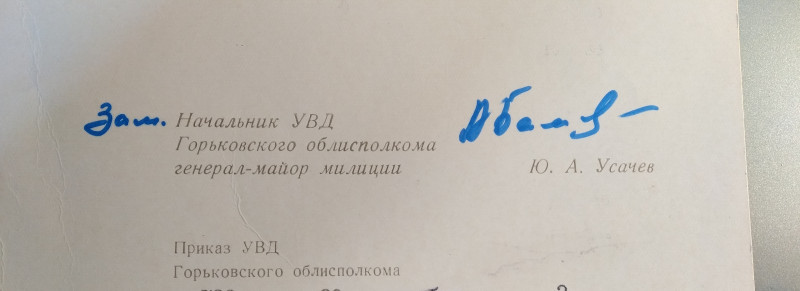 Зам. Начальник УВД
Горьковского облисполкома
генерал-майор милиции Ю. А. Усачев
Приказ УВД
Горьковского облисполкома